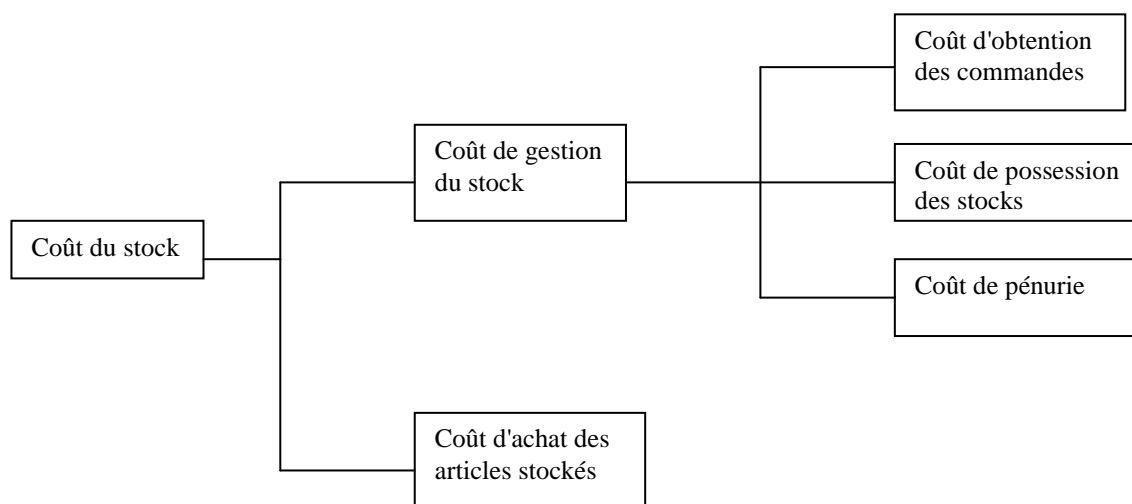 Coût d'obtention
des commandes
Coût de gestion
du stock
Coût de possession
des stocks
Coût du stock
Coût de pénurie
Coût d'achat des
articles stockés